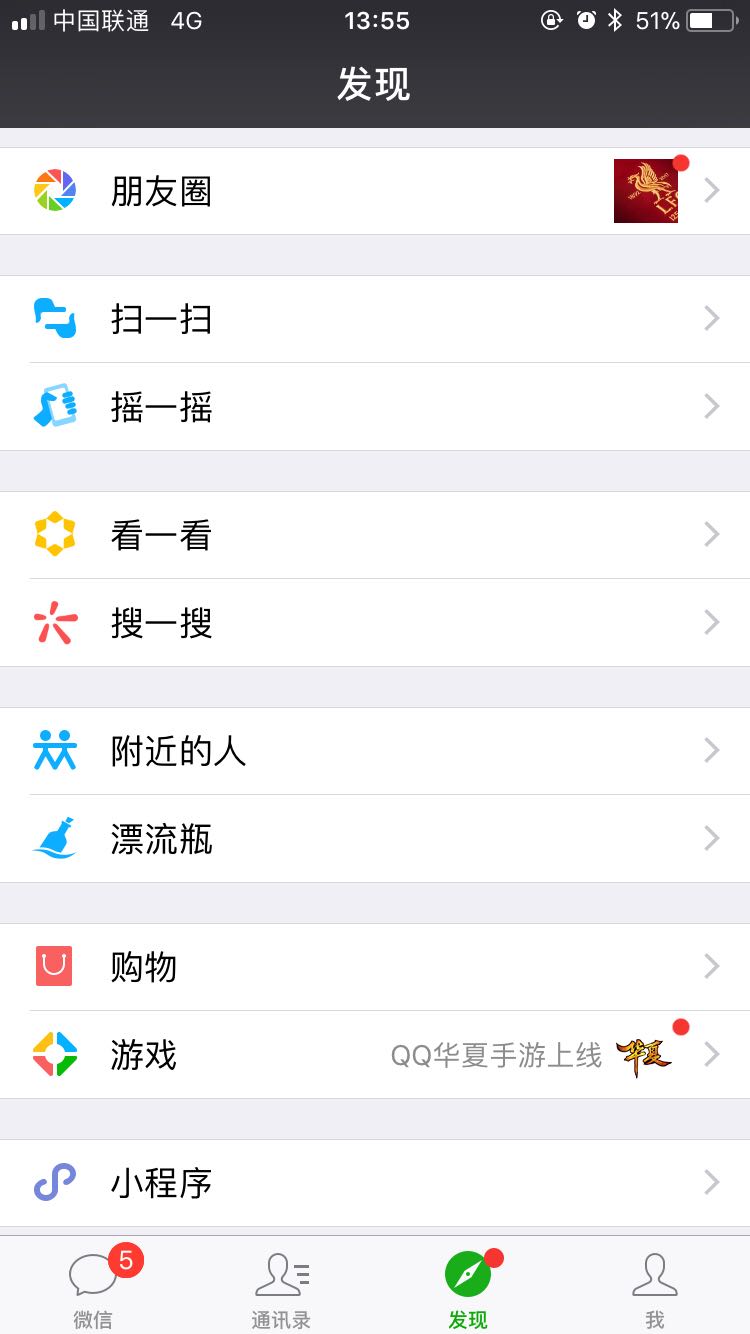 中国联通 4G 13:55 51%
发现
朋友圈
扫一扫
摇一摇
看一看
搜一搜
附近的人
漂流瓶
购物
游戏 QQ华夏手游上线 华夏
小程序
5
微信 通讯录 发现 我